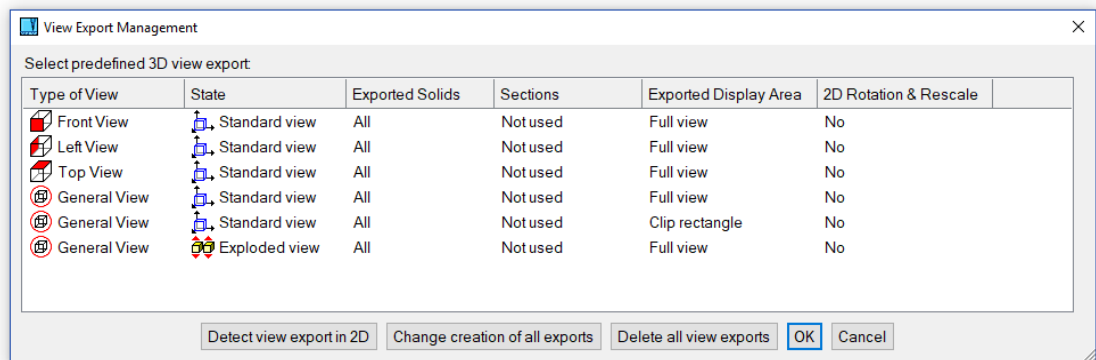 View Export Management
Select predefined 3D view export:
Type of View State Exported Solids Sections Exported Display Area 2D Rotation & Rescale
Front View Standard view All Not used Full view No
Left View Standard view All Not used Full view No
Top View Standard view All Not used Full view No
General View Standard view All Not used Full view No
General View Standard view All Not used Clip rectangle No
General View Exploded view All Not used Full view No
Detect view export in 2D Change creation of all exports Delete all view exports OK Cancel